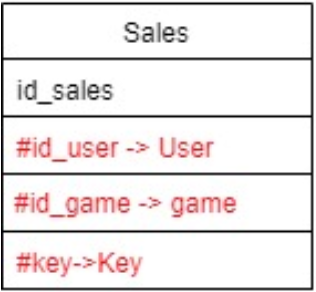 Sales
id_sales
#id_user -> User
#id_game -> game
#key->Key